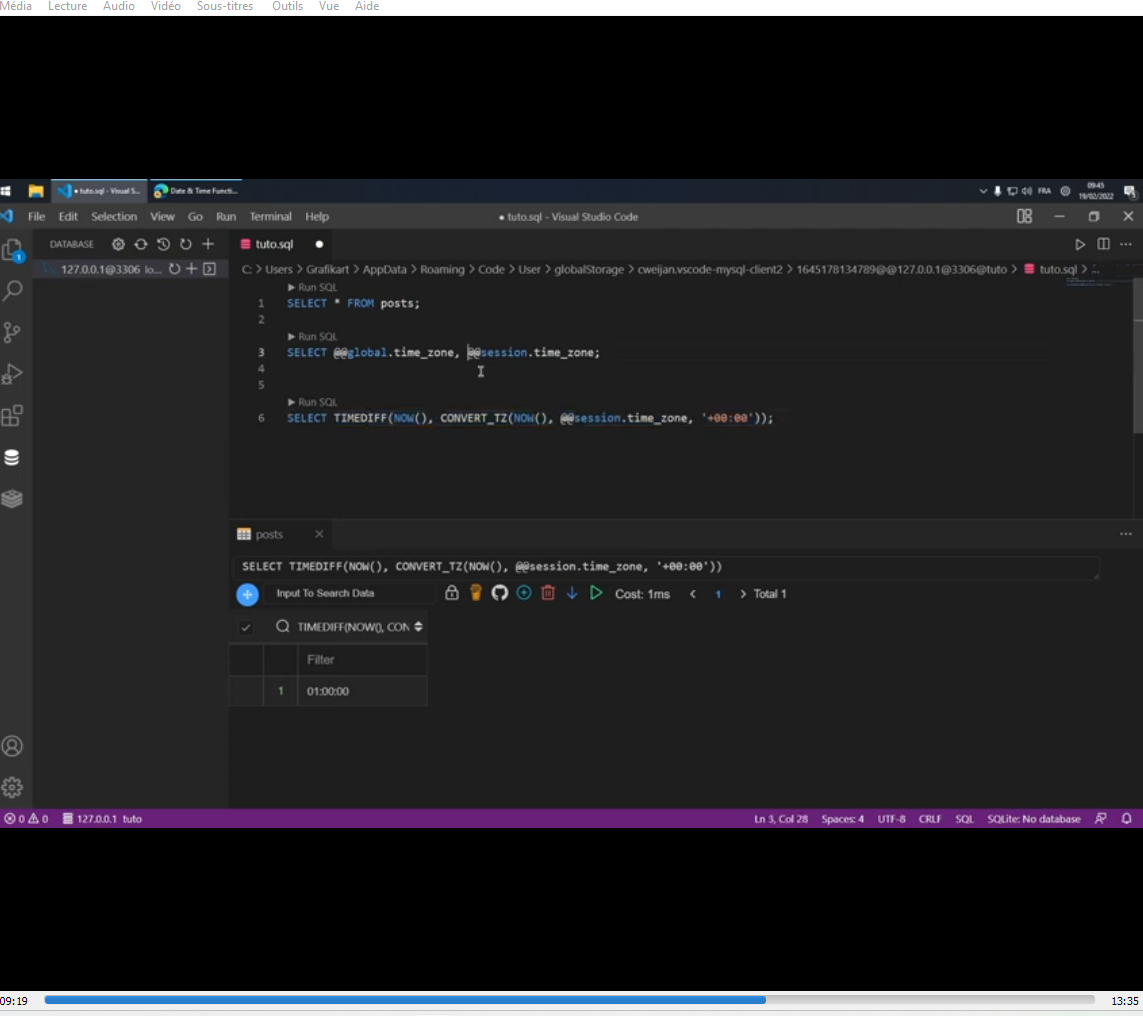 Média Lecture Audio Vidéo Sous-titres Outils Vue Aide
tuto.sql - Visual S... Date & Time Functi... FRA 09:45
19/02/2022
File Edit Selection View Go Run Terminal Help ● tuto.sql - Visual Studio Code
DATABASE tuto.sql ●
127.0.0.1@3306 lo... C: > Users > Grafikart > AppData > Roaming > Code > User > globalStorage > cweijan.vscode-mysql-client2 > 1645178134789@@127.0.0.1@3306@tuto > tuto.sql > ...
▶ Run SQL
1 SELECT * FROM posts;
2
▶ Run SQL
3 SELECT @@global.time_zone, @@session.time_zone;
4
5
▶ Run SQL
6 SELECT TIMEDIFF(NOW(), CONVERT_TZ(NOW(), @@session.time_zone, '+00:00'));
posts
SELECT TIMEDIFF(NOW(), CONVERT_TZ(NOW(), @@session.time_zone, '+00:00'))
Input To Search Data Cost: 1ms < 1 > Total 1
TIMEDIFF(NOW(), CON
Filter
1 01:00:00
0 0 127.0.0.1 tuto Ln 3, Col 28 Spaces: 4 UTF-8 CRLF SQL SQLite: No database
09:19 13:35